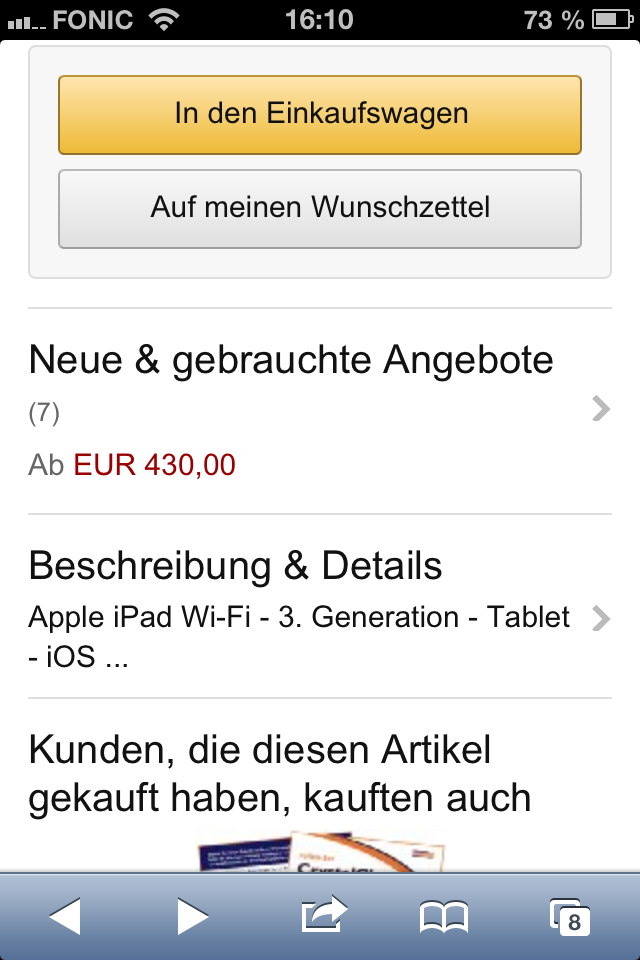 FONIC 16:10 73 %
In den Einkaufswagen
Auf meinen Wunschzettel
Neue & gebrauchte Angebote
(7)
Ab EUR 430,00
Beschreibung & Details
Apple iPad Wi-Fi - 3. Generation - Tablet
- iOS ...
Kunden, die diesen Artikel
gekauft haben, kauften auch
8